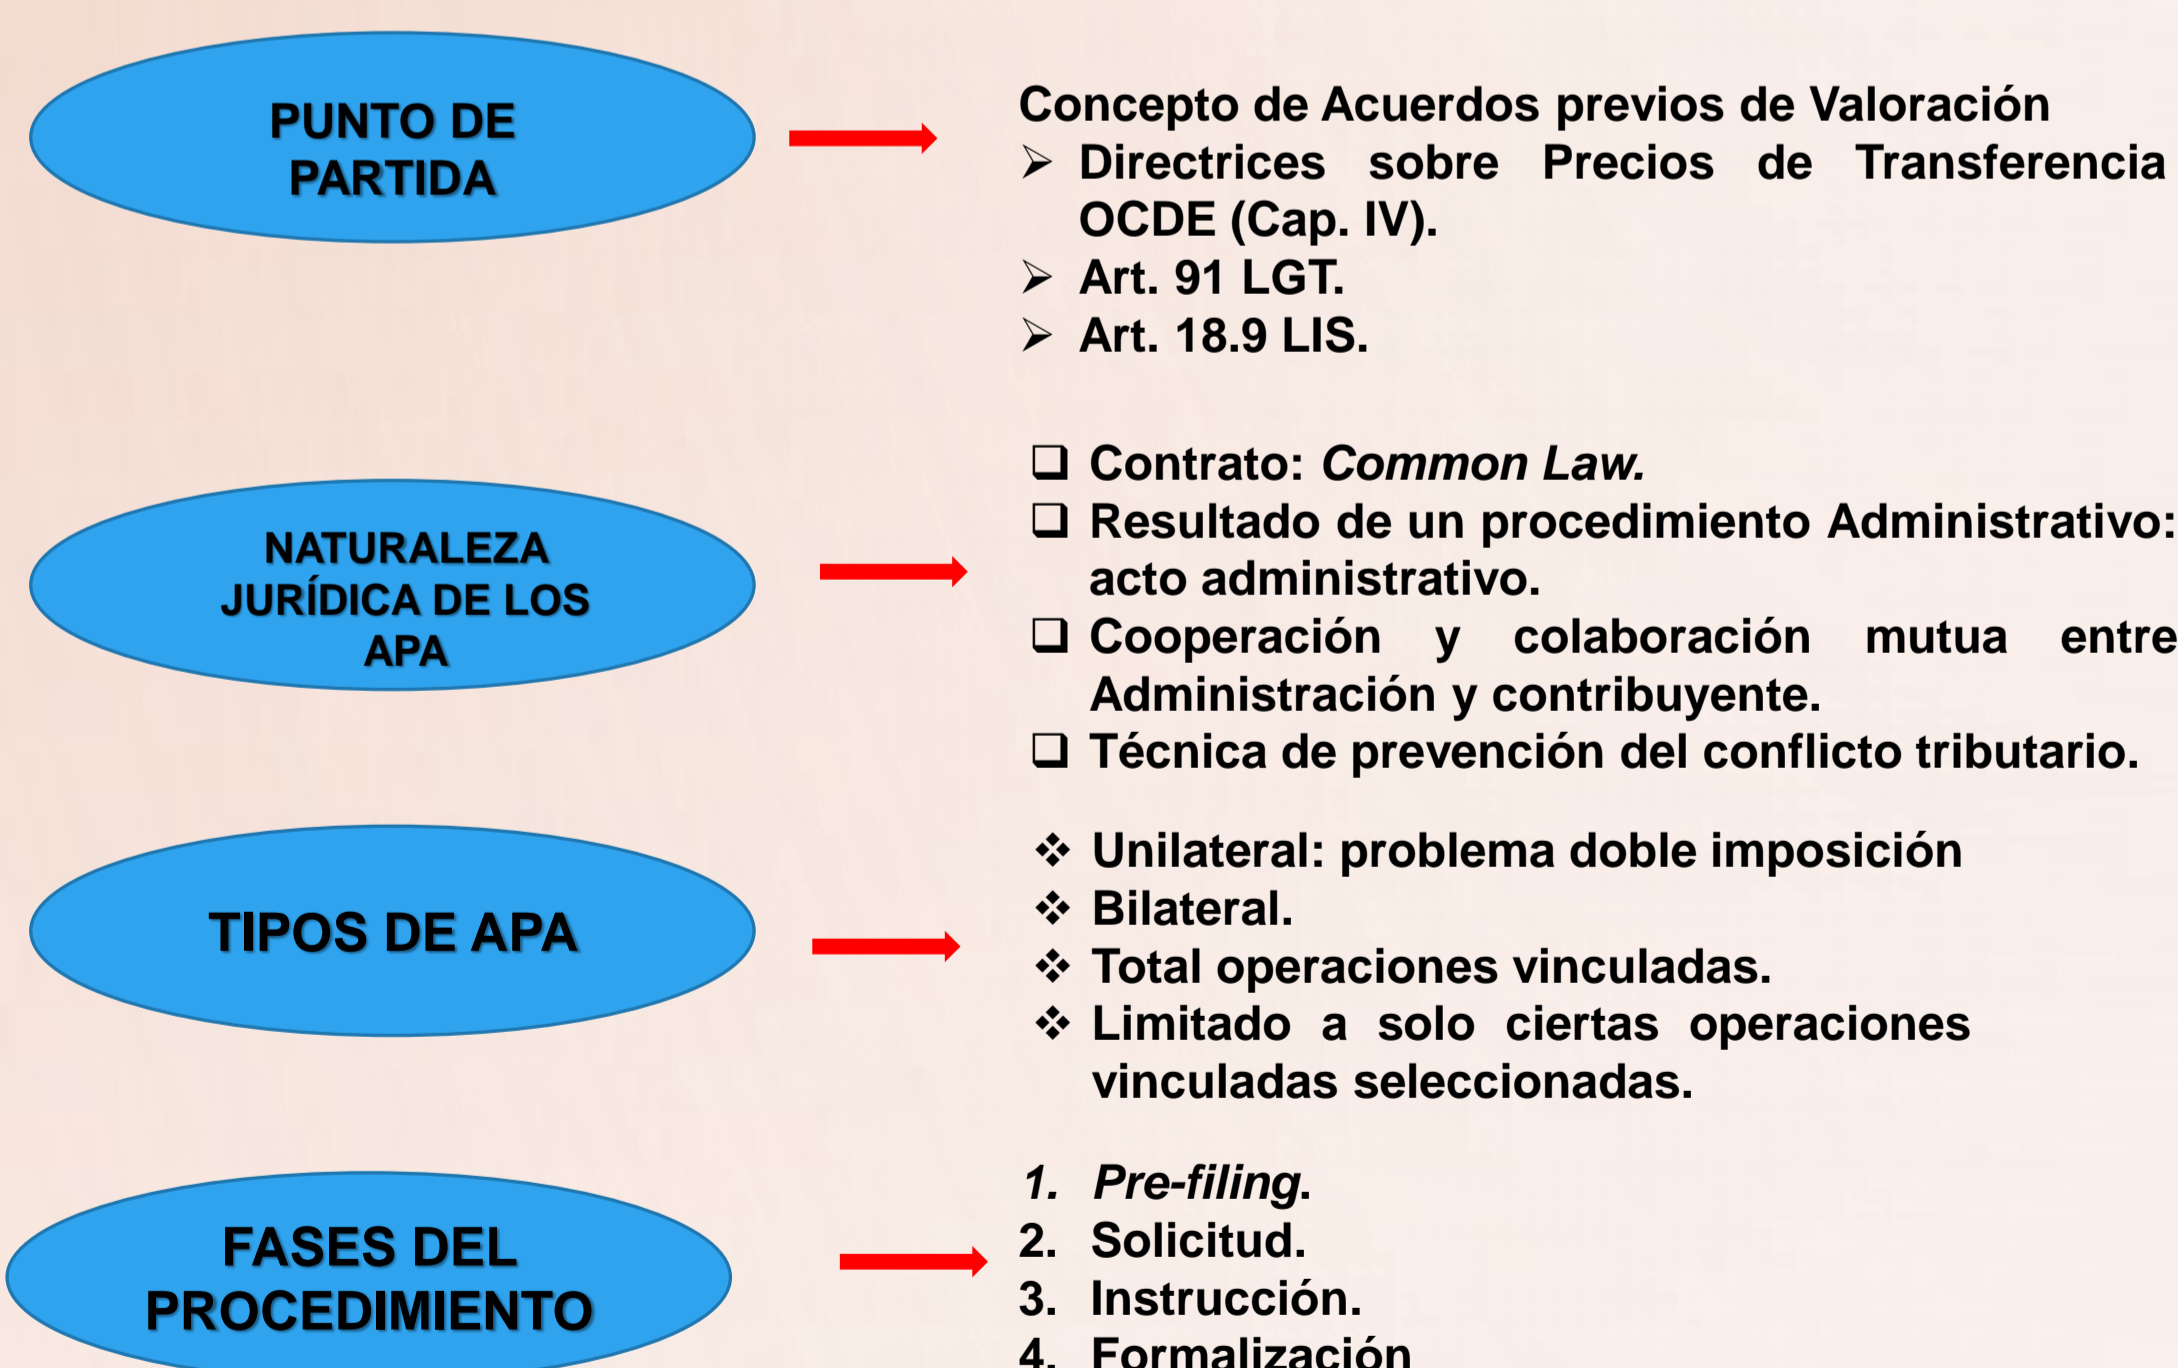 PUNTO DE
PARTIDA
Concepto de Acuerdos previos de Valoración
➢ Directrices sobre Precios de Transferencia
OCDE (Cap. IV).
➢ Art. 91 LGT.
➢ Art. 18.9 LIS.
NATURALEZA
JURÍDICA DE LOS
APA
❑ Contrato: Common Law.
❑ Resultado de un procedimiento Administrativo:
acto administrativo.
❑ Cooperación y colaboración mutua entre
Administración y contribuyente.
❑ Técnica de prevención del conflicto tributario.
TIPOS DE APA
❖ Unilateral: problema doble imposición
❖ Bilateral.
❖ Total operaciones vinculadas.
❖ Limitado a solo ciertas operaciones
vinculadas seleccionadas.
FASES DEL
PROCEDIMIENTO
1. Pre-filing.
2. Solicitud.
3. Instrucción.
4. Formalización